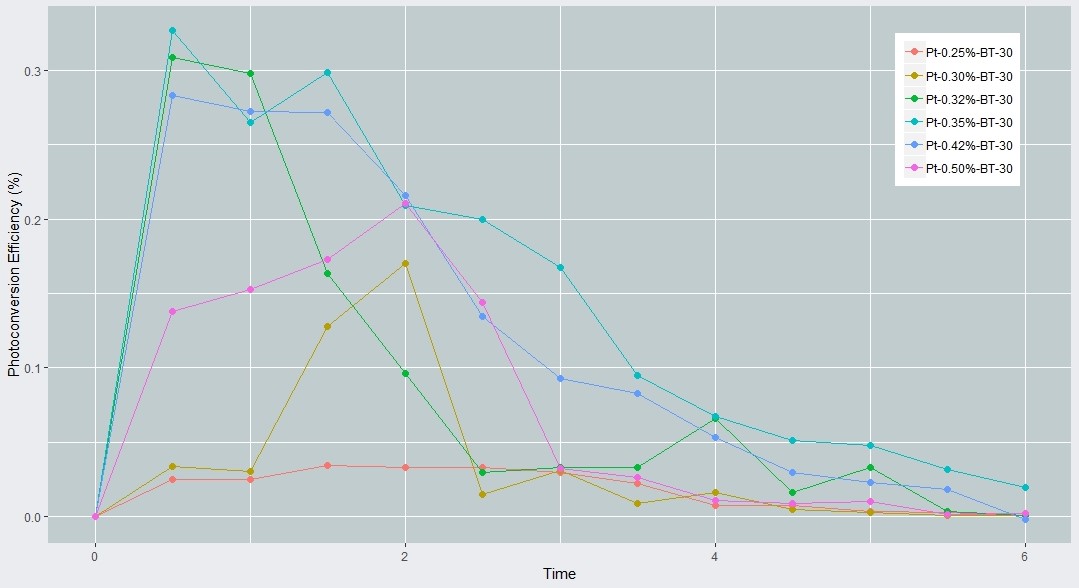 Photoconversion Efficiency (%)
0.3
0.2
0.1
0.0
0
2
4
6
Time
Pt-0.25%-BT-30
Pt-0.30%-BT-30
Pt-0.32%-BT-30
Pt-0.35%-BT-30
Pt-0.42%-BT-30
Pt-0.50%-BT-30